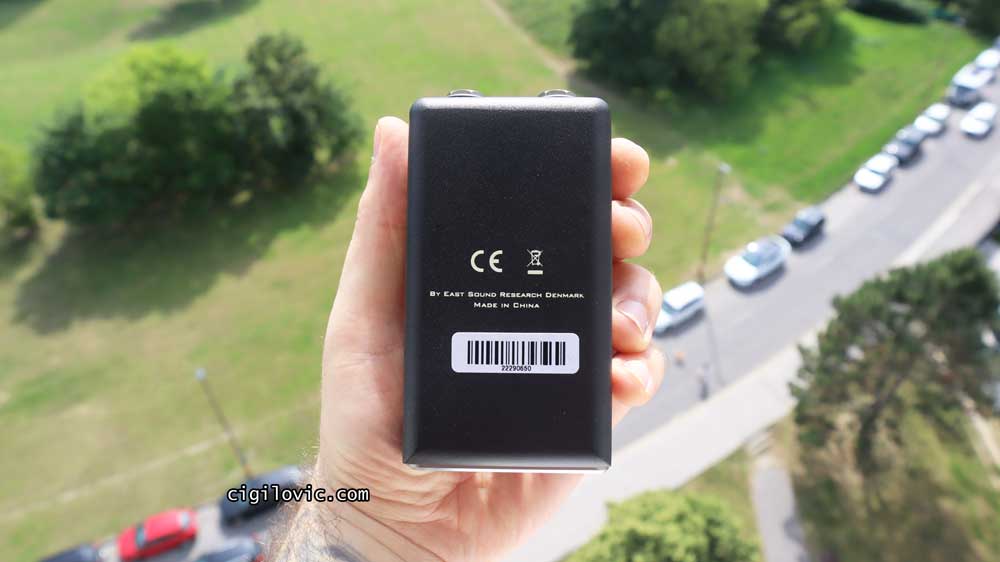 CE
By East Sound Research Denmark
Made in China
22290650
cigilovic.com